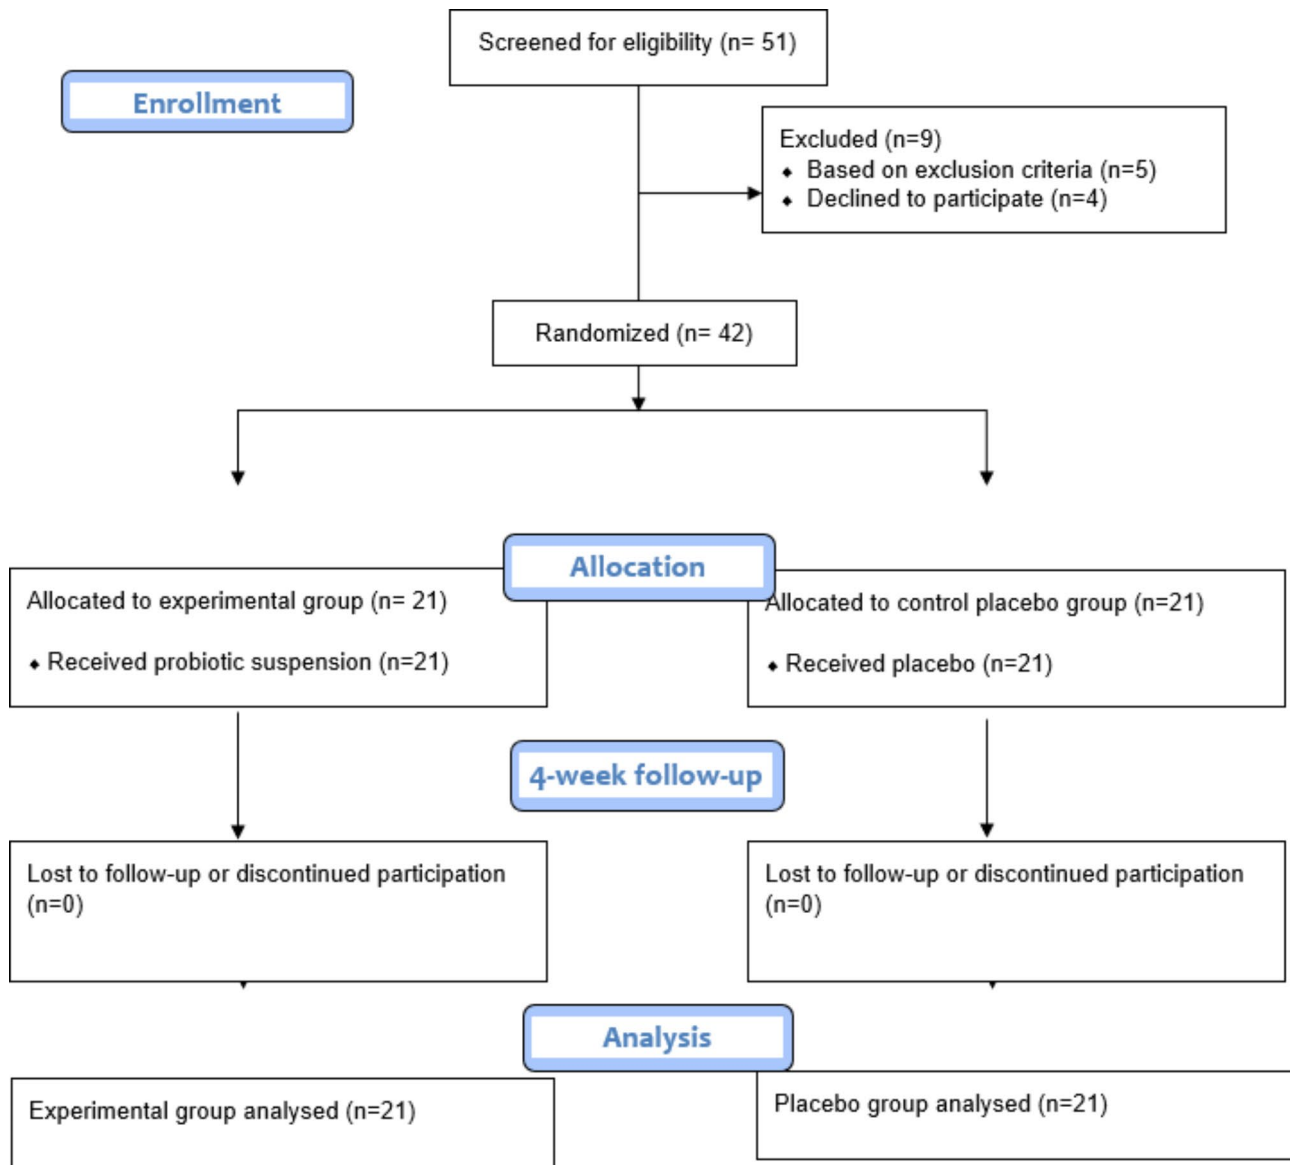 Screened for eligibility (n= 51)
Enrollment
Excluded (n=9)
⬥ Based on exclusion criteria (n=5)
⬥ Declined to participate (n=4)
Randomized (n= 42)
Allocation
Allocated to experimental group (n= 21)
⬥ Received probiotic suspension (n=21)
Allocated to control placebo group (n=21)
⬥ Received placebo (n=21)
4-week follow-up
Lost to follow-up or discontinued participation
(n=0)
Lost to follow-up or discontinued participation
(n=0)
Analysis
Experimental group analysed (n=21)
Placebo group analysed (n=21)